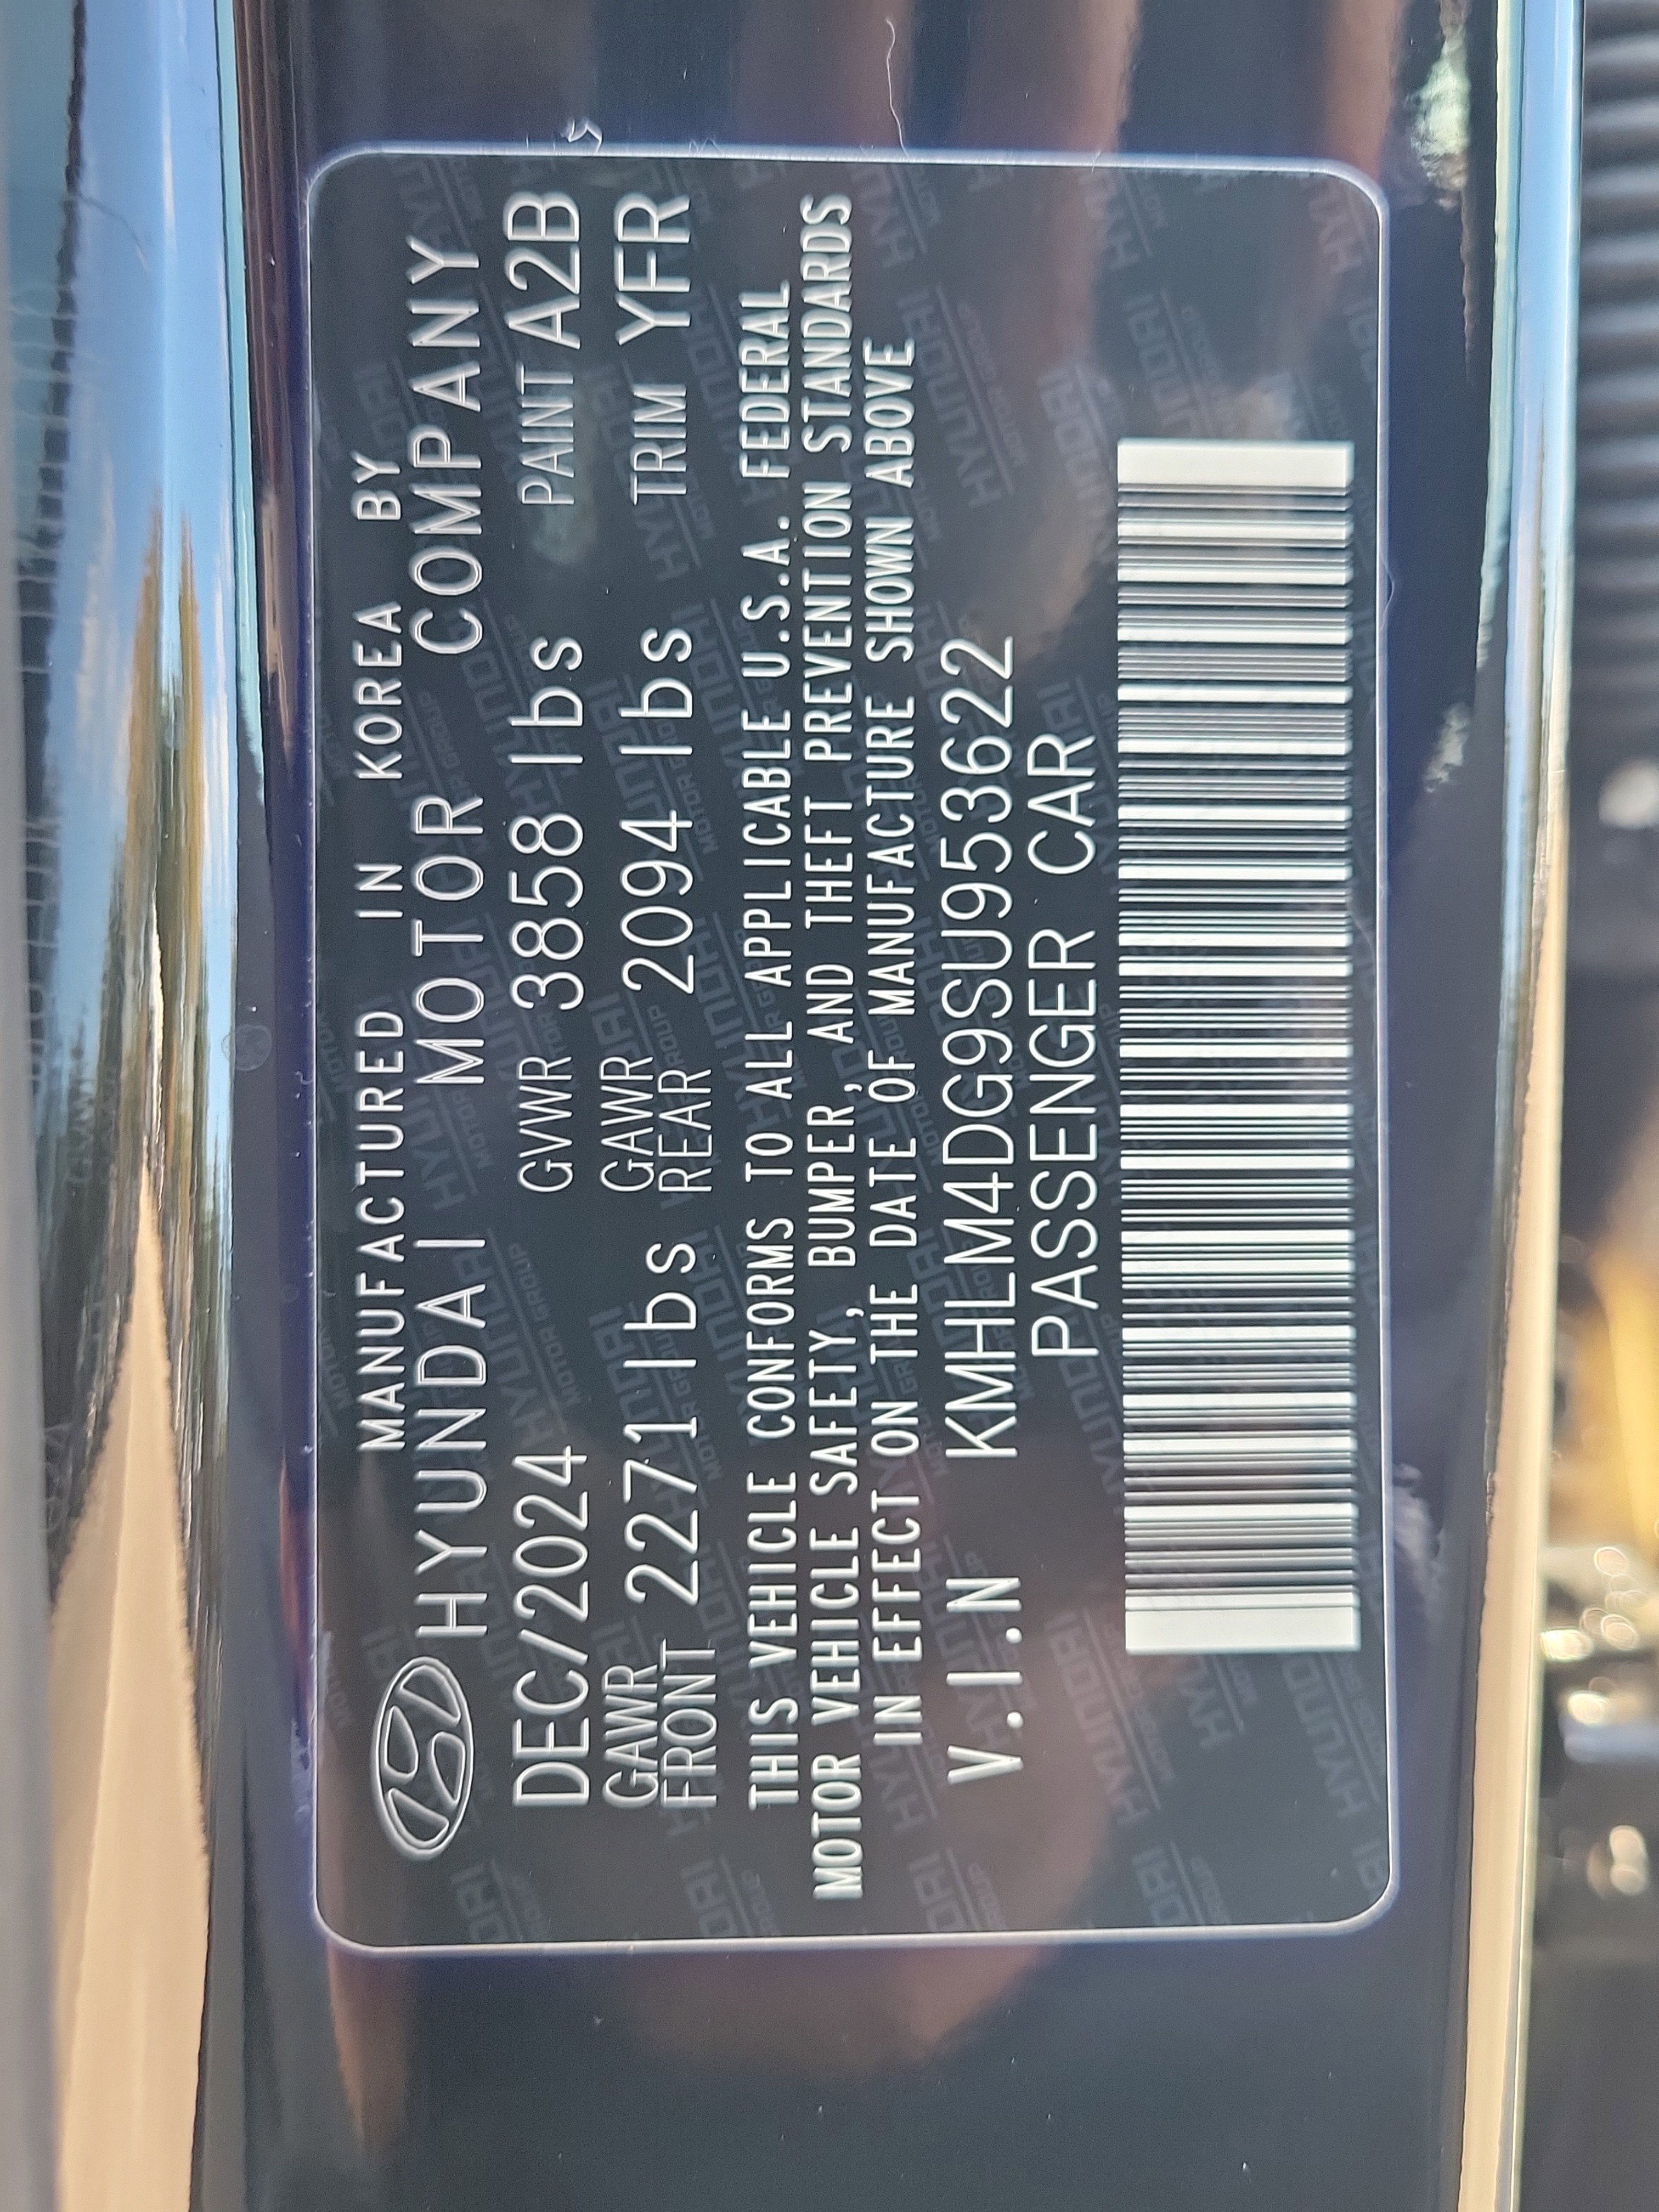 MANUFACTURED IN KOREA BY
HYUNDAI MOTOR COMPANY
DEC/2024 GVWR 3858 lbs PAINT A2B
GAWR FRONT 2271 lbs GAWR REAR 2094 lbs TRIM YFR
THIS VEHICLE CONFORMS TO ALL APPLICABLE U.S.A. FEDERAL
MOTOR VEHICLE SAFETY, BUMPER, AND THEFT PREVENTION STANDARDS
IN EFFECT ON THE DATE OF MANUFACTURE SHOWN ABOVE
V.I.N KMHLM4DG9SU953622
PASSENGER CAR